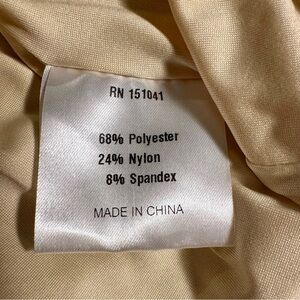 RN 151041
68% Polyester
24% Nylon
8% Spandex
MADE IN CHINA